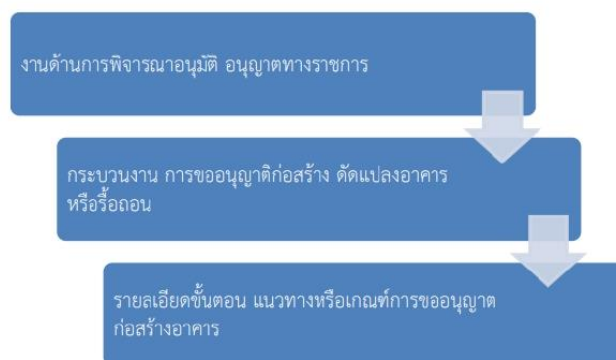 งานด้านการพิจารณาอนุมัติ อนุญาตทางราชการ
กระบวนงาน การขออนุญาติก่อสร้าง ดัดแปลงอาคาร
หรือรื้อถอน
รายลเอียดขั้นตอน แนวทางหรือเกณฑ์การขออนุญาต
ก่อสร้างอาคาร